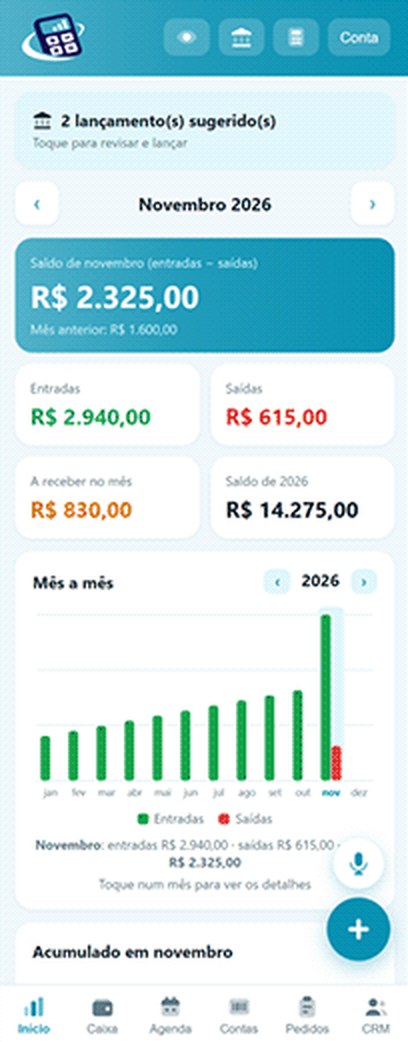 Conta
2 lançamento(s) sugerido(s)
Toque para revisar e lançar
‹ Novembro 2026 ›
Saldo de novembro (entradas − saídas)
R$ 2.325,00
Mês anterior: R$ 1.600,00
Entradas Saídas
R$ 2.940,00 R$ 615,00
A receber no mês Saldo de 2026
R$ 830,00 R$ 14.275,00
Mês a mês ‹ 2026 ›
jan fev mar abr mai jun jul ago set out nov dez
Entradas Saídas
Novembro: entradas R$ 2.940,00 · saídas R$ 615,00 ·
R$ 2.325,00
Toque num mês para ver os detalhes
+
Acumulado em novembro
Início Caixa Agenda Contas Pedidos CRM